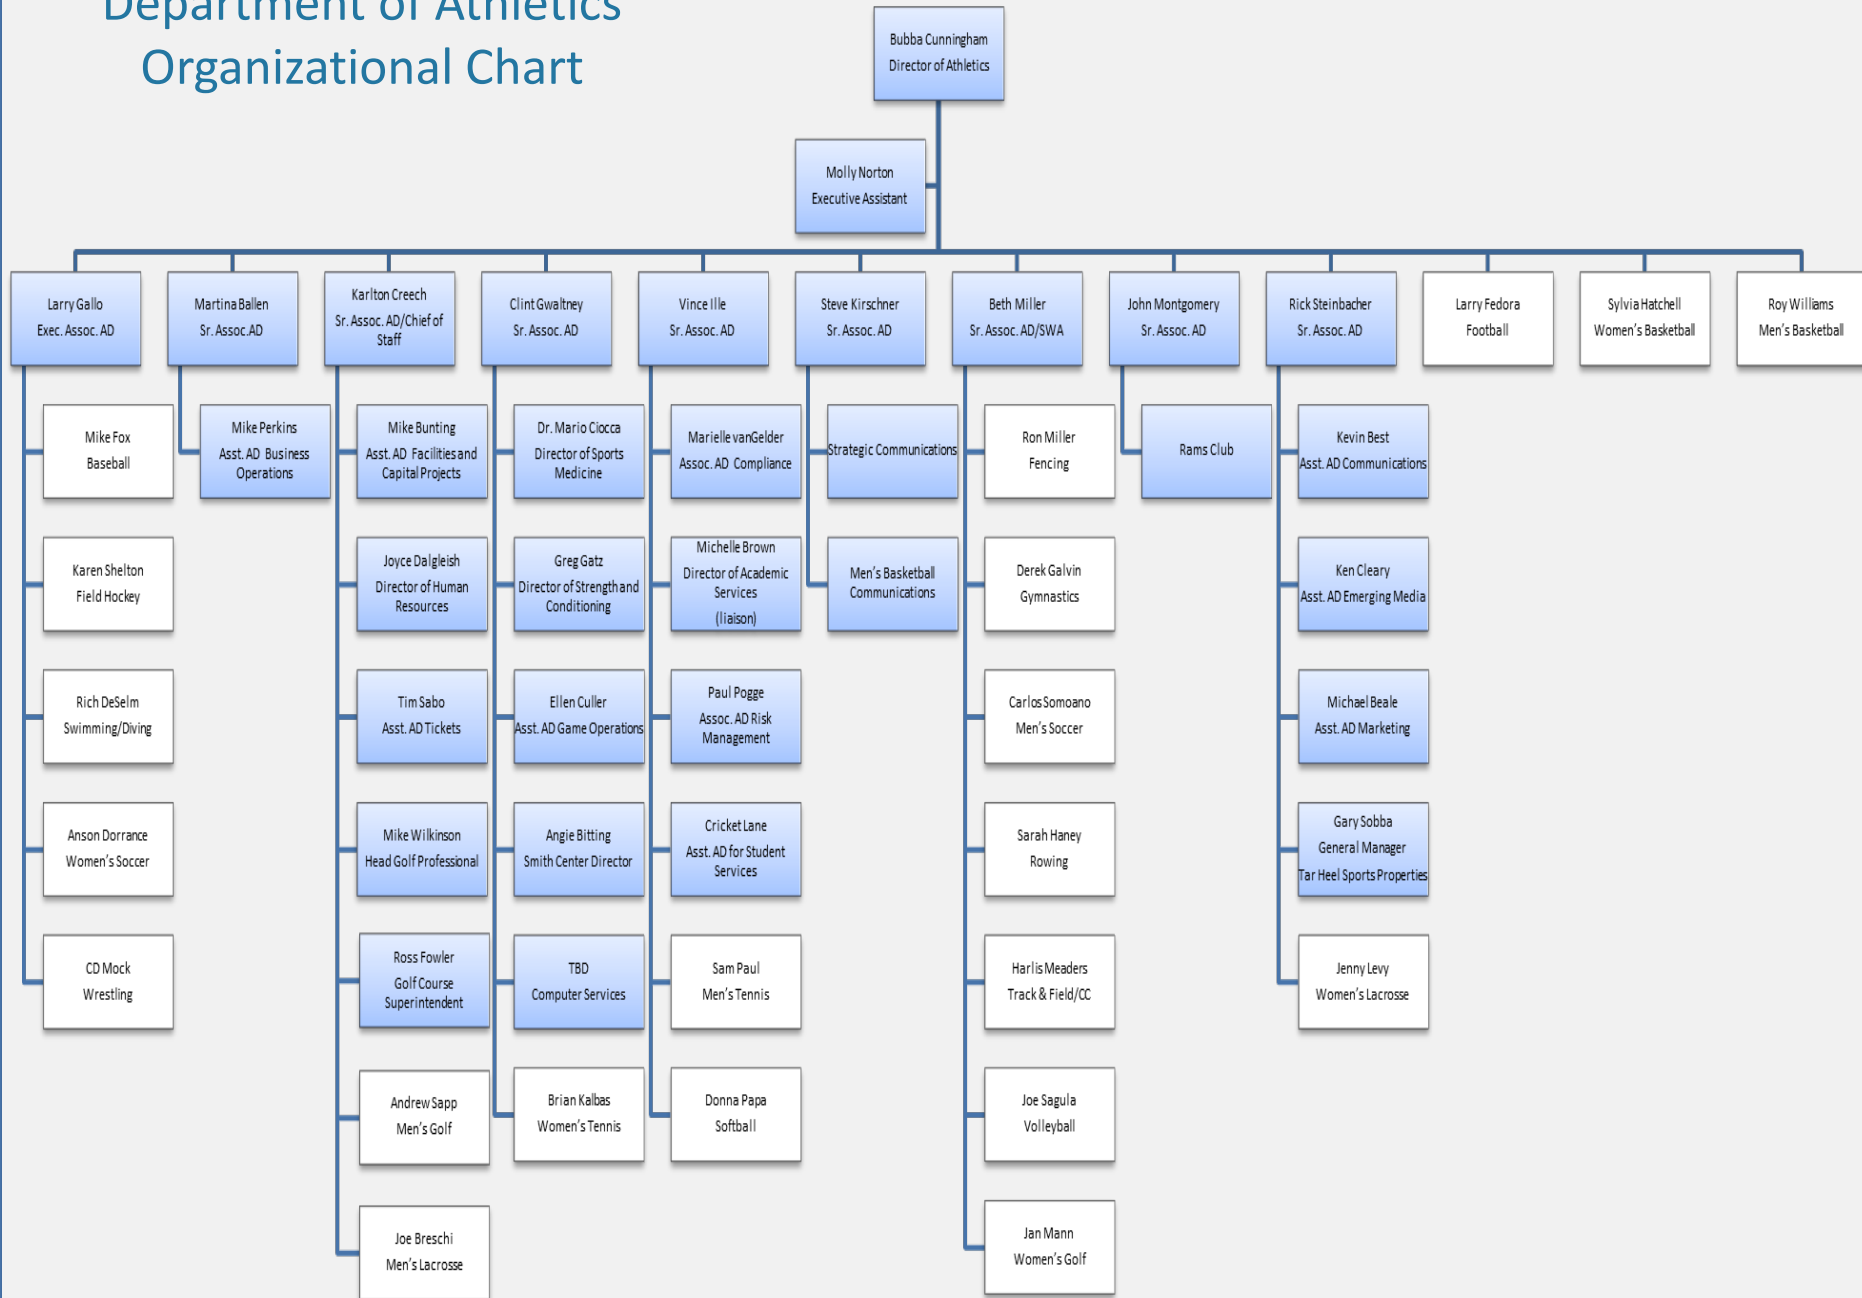 Department of Athletics
Organizational Chart
Bubba Cunningham
Director of Athletics
Molly Norton
Executive Assistant
Larry Gallo
Exec. Assoc. AD
Martina Ballen
Sr. Assoc.AD
Karlton Creech
Sr. Assoc. AD/Chief of
Staff
Clint Gwaltney
Sr. Assoc. AD
Vince Ille
Sr. Assoc. AD
Steve Kirschner
Sr. Assoc. AD
Beth Miller
Sr. Assoc. AD/SWA
John Montgomery
Sr. Assoc. AD
Rick Steinbacher
Sr. Assoc. AD
Larry Fedora
Football
Sylvia Hatchell
Women's Basketball
Roy Williams
Men's Basketball
Mike Fox
Baseball
Karen Shelton
Field Hockey
Rich DeSelm
Swimming/Diving
Anson Dorrance
Women's Soccer
CD Mock
Wrestling
Mike Perkins
Asst. AD Business
Operations
Mike Bunting
Asst. AD Facilities and
Capital Projects
Joyce Dalgleish
Director of Human
Resources
Tim Sabo
Asst. AD Tickets
Mike Wilkinson
Head Golf Professional
Ross Fowler
Golf Course
Superintendent
Andrew Sapp
Men's Golf
Joe Breschi
Men's Lacrosse
Dr. Mario Ciocca
Director of Sports
Medicine
Greg Gatz
Director of Strength and
Conditioning
Ellen Culler
Asst. AD Game Operations
Angie Bitting
Smith Center Director
TBD
Computer Services
Brian Kalbas
Women's Tennis
Marielle vanGelder
Assoc. AD Compliance
Michelle Brown
Director of Academic
Services
(liaison)
Paul Pogge
Assoc. AD Risk
Management
Cricket Lane
Asst. AD for Student
Services
Sam Paul
Men's Tennis
Donna Papa
Softball
Strategic Communications
Men's Basketball
Communications
Ron Miller
Fencing
Derek Galvin
Gymnastics
Carlos Somoano
Men's Soccer
Sarah Haney
Rowing
Harlis Meaders
Track & Field/CC
Joe Sagula
Volleyball
Jan Mann
Women's Golf
Rams Club
Kevin Best
Asst. AD Communications
Ken Cleary
Asst. AD Emerging Media
Michael Beale
Asst. AD Marketing
Gary Sobba
General Manager
Tar Heel Sports Properties
Jenny Levy
Women's Lacrosse